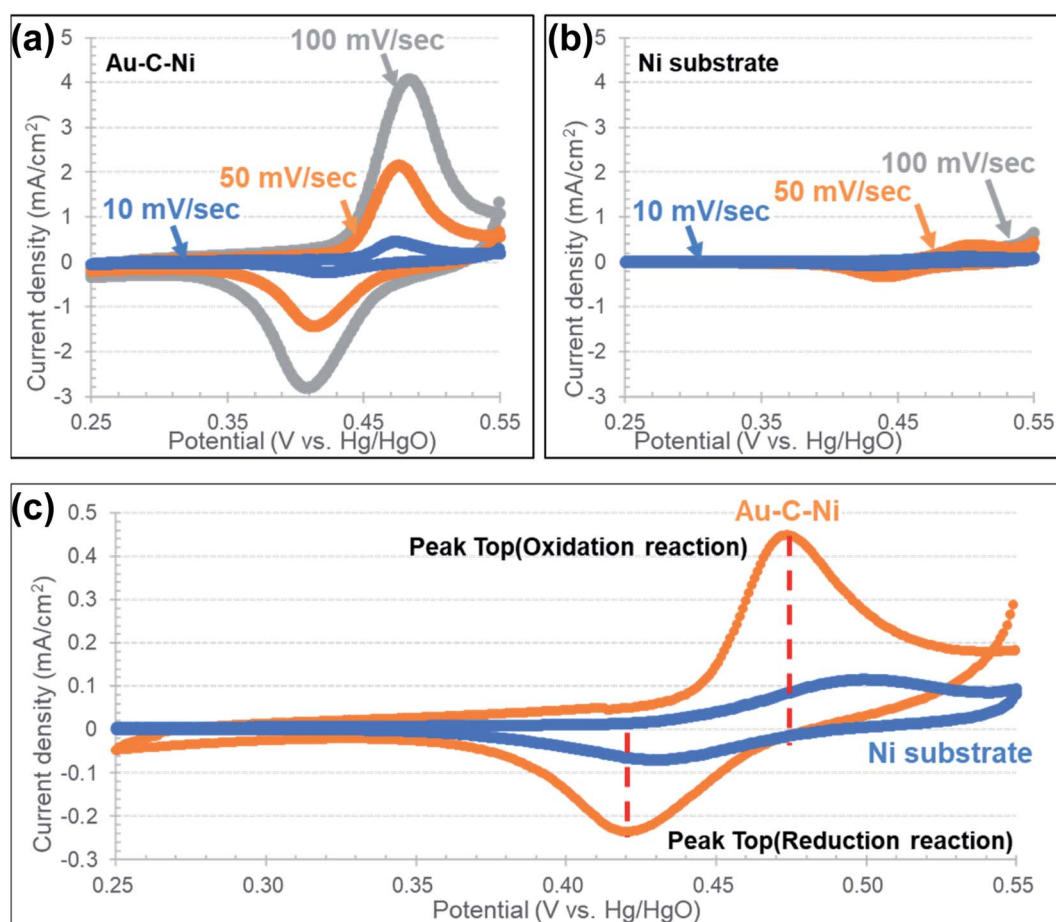 (a)
Au-C-Ni
100 mV/sec
50 mV/sec
10 mV/sec
5
4
3
2
1
0
-1
-2
-3
Current density (mA/cm²)
0.25
0.35
0.45
0.55
Potential (V vs. Hg/HgO)
(b)
Ni substrate
100 mV/sec
50 mV/sec
10 mV/sec
5
4
3
2
1
0
-1
-2
-3
Current density (mA/cm²)
0.25
0.35
0.45
0.55
Potential (V vs. Hg/HgO)
(c)
Au-C-Ni
Peak Top(Oxidation reaction)
Ni substrate
Peak Top(Reduction reaction)
0.5
0.4
0.3
0.2
0.1
0
-0.1
-0.2
-0.3
Current density (mA/cm²)
0.25
0.30
0.35
0.40
0.45
0.50
0.55
Potential (V vs. Hg/HgO)